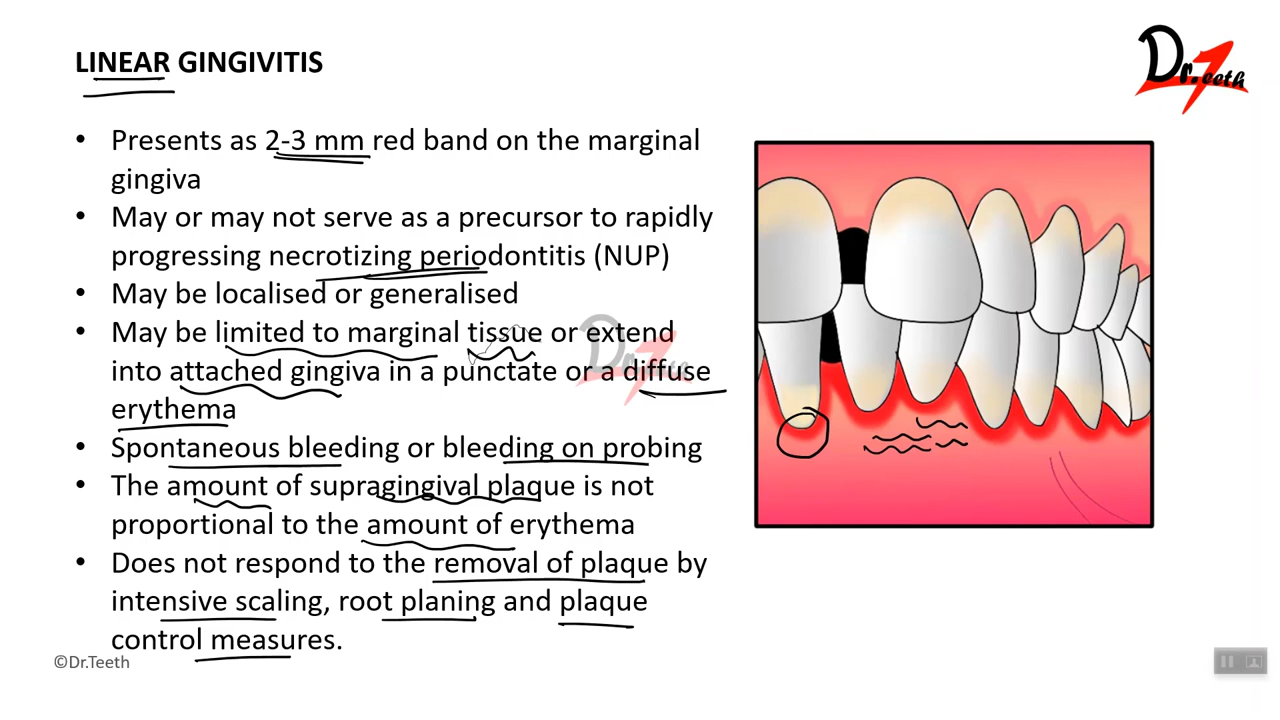 LINEAR GINGIVITIS
Dr. Teeth
• Presents as 2-3 mm red band on the marginal
gingiva
• May or may not serve as a precursor to rapidly
progressing necrotizing periodontitis (NUP)
• May be localised or generalised
• May be limited to marginal tissue or extend
into attached gingiva in a punctate or a diffuse
erythema
• Spontaneous bleeding or bleeding on probing
• The amount of supragingival plaque is not
proportional to the amount of erythema
• Does not respond to the removal of plaque by
intensive scaling, root planing and plaque
control measures.
©Dr.Teeth